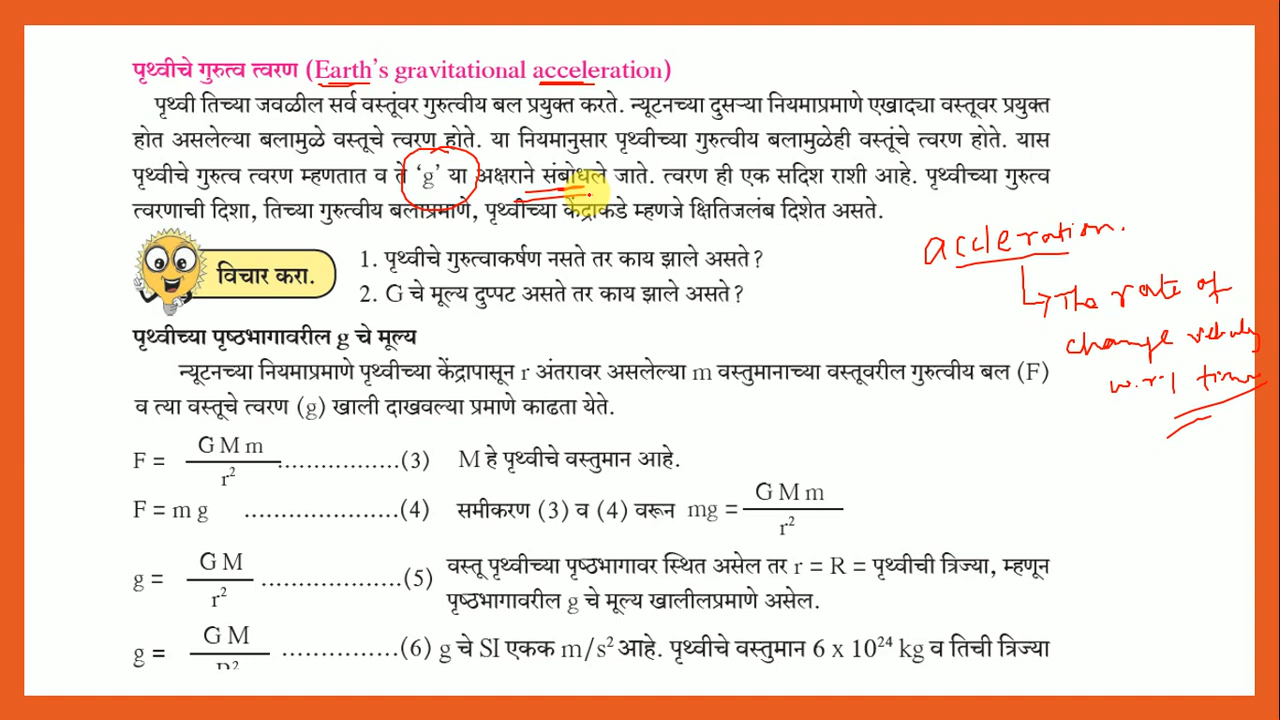 पृथ्वीचे गुरुत्व त्वरण (Earth's gravitational acceleration)
पृथ्वी तिच्या जवळील सर्व वस्तूंवर गुरुत्वीय बल प्रयुक्त करते. न्यूटनच्या दुसऱ्या नियमाप्रमाणे एखाद्या वस्तूवर प्रयुक्त
होत असलेल्या बलामुळे वस्तूचे त्वरण होते. या नियमानुसार पृथ्वीच्या गुरुत्वीय बलामुळेही वस्तूंचे त्वरण होते. यास
पृथ्वीचे गुरुत्व त्वरण म्हणतात व ते 'g' या अक्षराने संबोधले जाते. त्वरण ही एक सदिश राशी आहे. पृथ्वीच्या गुरुत्व
त्वरणाची दिशा, तिच्या गुरुत्वीय बलाप्रमाणे, पृथ्वीच्या केंद्राकडे म्हणजे क्षितिजलंब दिशेत असते.
accleration.
The rate of
change velocity
w.r.t time
विचार करा.
1. पृथ्वीचे गुरुत्वाकर्षण नसते तर काय झाले असते?
2. G चे मूल्य दुप्पट असते तर काय झाले असते?
पृथ्वीच्या पृष्ठभागावरील g चे मूल्य
न्यूटनच्या नियमाप्रमाणे पृथ्वीच्या केंद्रापासून r अंतरावर असलेल्या m वस्तुमानाच्या वस्तूवरील गुरुत्वीय बल (F)
व त्या वस्तूचे त्वरण (g) खाली दाखवल्या प्रमाणे काढता येते.
F = G M m / r² ................(3) M हे पृथ्वीचे वस्तुमान आहे.
F = m g .....................(4) समीकरण (3) व (4) वरून mg = G M m / r²
g = G M / r² ...................(5) वस्तू पृथ्वीच्या पृष्ठभागावर स्थित असेल तर r = R = पृथ्वीची त्रिज्या, म्हणून
पृष्ठभागावरील g चे मूल्य खालीलप्रमाणे असेल.
g = G M / R² ...............(6) g चे SI एकक m/s² आहे. पृथ्वीचे वस्तुमान 6 x 10²⁴ kg व तिची त्रिज्या